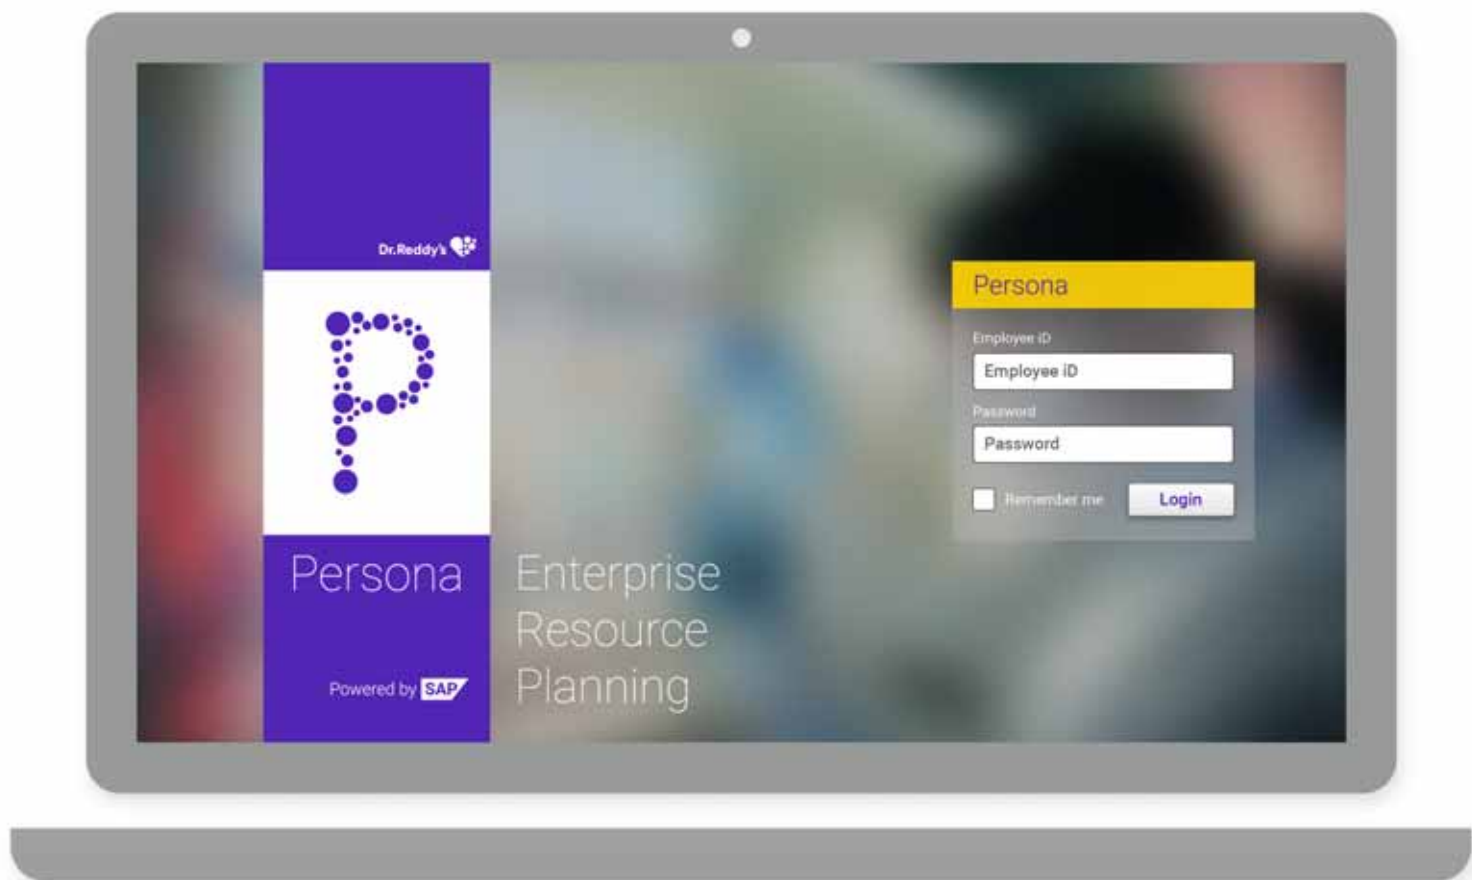 Dr.Reddy's
Persona
Powered by SAP
Enterprise
Resource
Planning
Persona
Employee iD
Employee iD
Password
Password
Remember me
Login